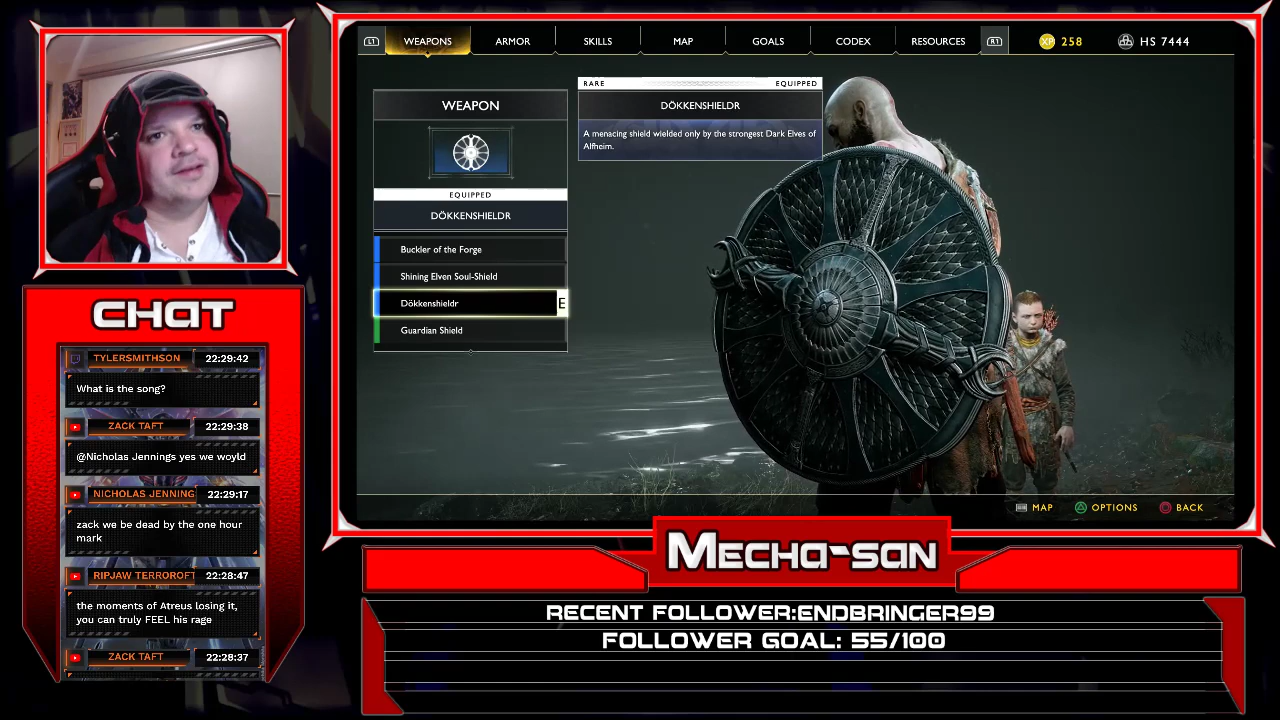 L1 WEAPONS ARMOR SKILLS MAP GOALS CODEX RESOURCES R1 XP 258 HS 7444
WEAPON
EQUIPPED
DÖKKENSHIELDR
Buckler of the Forge
Shining Elven Soul-Shield
Dökkenshieldr E
Guardian Shield
RARE EQUIPPED
DÖKKENSHIELDR
A menacing shield wielded only by the strongest Dark Elves of
Alfheim.
MAP OPTIONS BACK
CHAT
TYLERSMITHSON 22:29:42
What is the song?
ZACK TAFT 22:29:38
@Nicholas Jennings yes we woyld
NICHOLAS JENNING 22:29:17
zack we be dead by the one hour
mark
RIPJAW TERROROFT 22:28:47
the moments of Atreus losing it,
you can truly FEEL his rage
ZACK TAFT 22:28:37
MECHA-SAN
RECENT FOLLOWER:ENDBRINGER99
FOLLOWER GOAL: 55/100